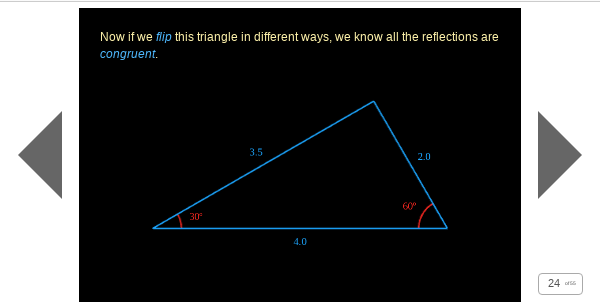 Now if we flip this triangle in different ways, we know all the reflections are
congruent.
3.5
2.0
60°
30°
4.0
24 of 55